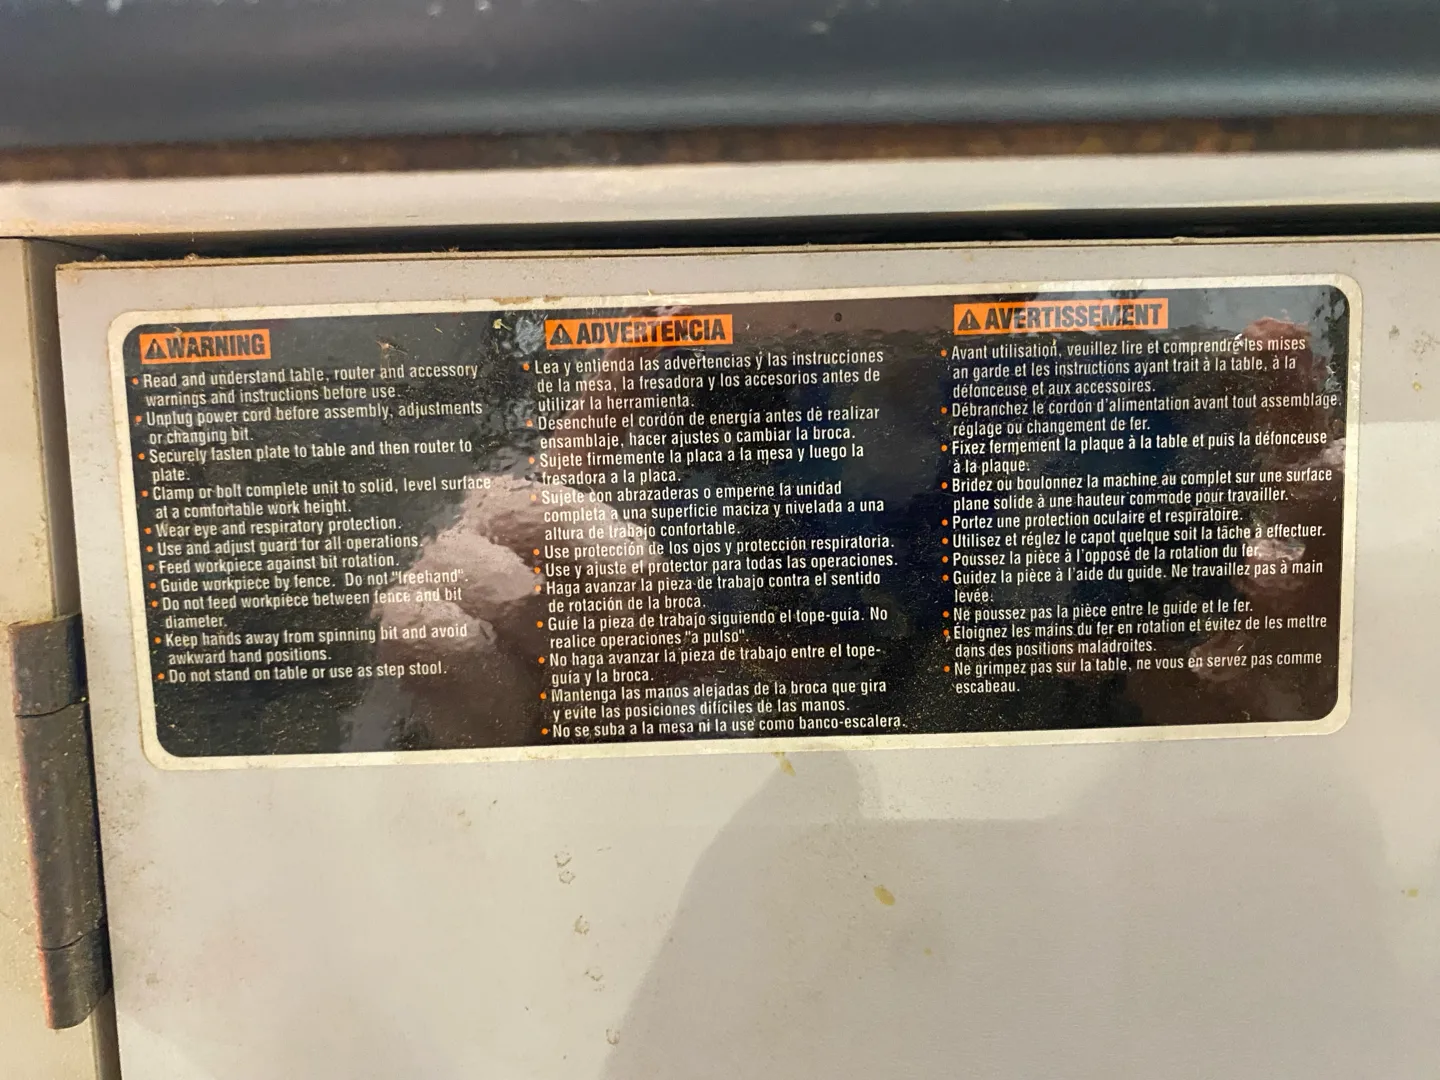 WARNING
• Read and understand table, router and accessory
warnings and instructions before use.
• Unplug power cord before assembly, adjustments
or changing bit.
• Securely fasten plate to table and then router to
plate.
• Clamp or bolt complete unit to solid, level surface
at a comfortable work height.
• Wear eye and respiratory protection.
• Use and adjust guard for all operations.
• Feed workpiece against bit rotation.
• Guide workpiece by fence. Do not "freehand".
• Do not feed workpiece between fence and bit
diameter.
• Keep hands away from spinning bit and avoid
awkward hand positions.
• Do not stand on table or use as step stool.
ADVERTENCIA
• Lea y entienda las advertencias y las instrucciones
de la mesa, la fresadora y los accesorios antes de
utilizar la herramienta.
• Desenchufe el cordón de energía antes de realizar
ensamblaje, hacer ajustes o cambiar la broca.
• Sujete firmemente la placa a la mesa y luego la
fresadora a la placa.
• Sujete con abrazaderas o emperne la unidad
completa a una superficie maciza y nivelada a una
altura de trabajo confortable.
• Use protección de los ojos y protección respiratoria.
• Use y ajuste el protector para todas las operaciones.
• Haga avanzar la pieza de trabajo contra el sentido
de rotación de la broca.
• Guíe la pieza de trabajo siguiendo el tope-guía. No
realice operaciones "a pulso"
• No haga avanzar la pieza de trabajo entre el tope-
guía y la broca.
• Mantenga las manos alejadas de la broca que gira
y evite las posiciones difíciles de las manos.
• No se suba a la mesa ni la use como banco-escalera.
AVERTISSEMENT
• Avant utilisation, veuillez lire et comprendre les mises
an garde et les instructions ayant trait à la table, à la
défonceuse et aux accessoires.
• Débranchez le cordon d'alimentation avant tout assemblage,
réglage ou changement de fer.
• Fixez fermement la plaque à la table et puis la défonceuse
à la plaque.
• Bridez ou boulonnez la machine au complet sur une surface
plane solide à une hauteur commode pour travailler.
• Portez une protection oculaire et respiratoire.
• Utilisez et réglez le capot quelque soit la tâche à effectuer.
• Poussez la pièce à l'opposé de la rotation du fer.
• Guidez la pièce à l'aide du guide. Ne travaillez pas à main
levée.
• Ne poussez pas la pièce entre le guide et le fer.
• Éloignez les mains du fer en rotation et évitez de les mettre
dans des positions maladroites.
• Ne grimpez pas sur la table, ne vous en servez pas comme
escabeau.